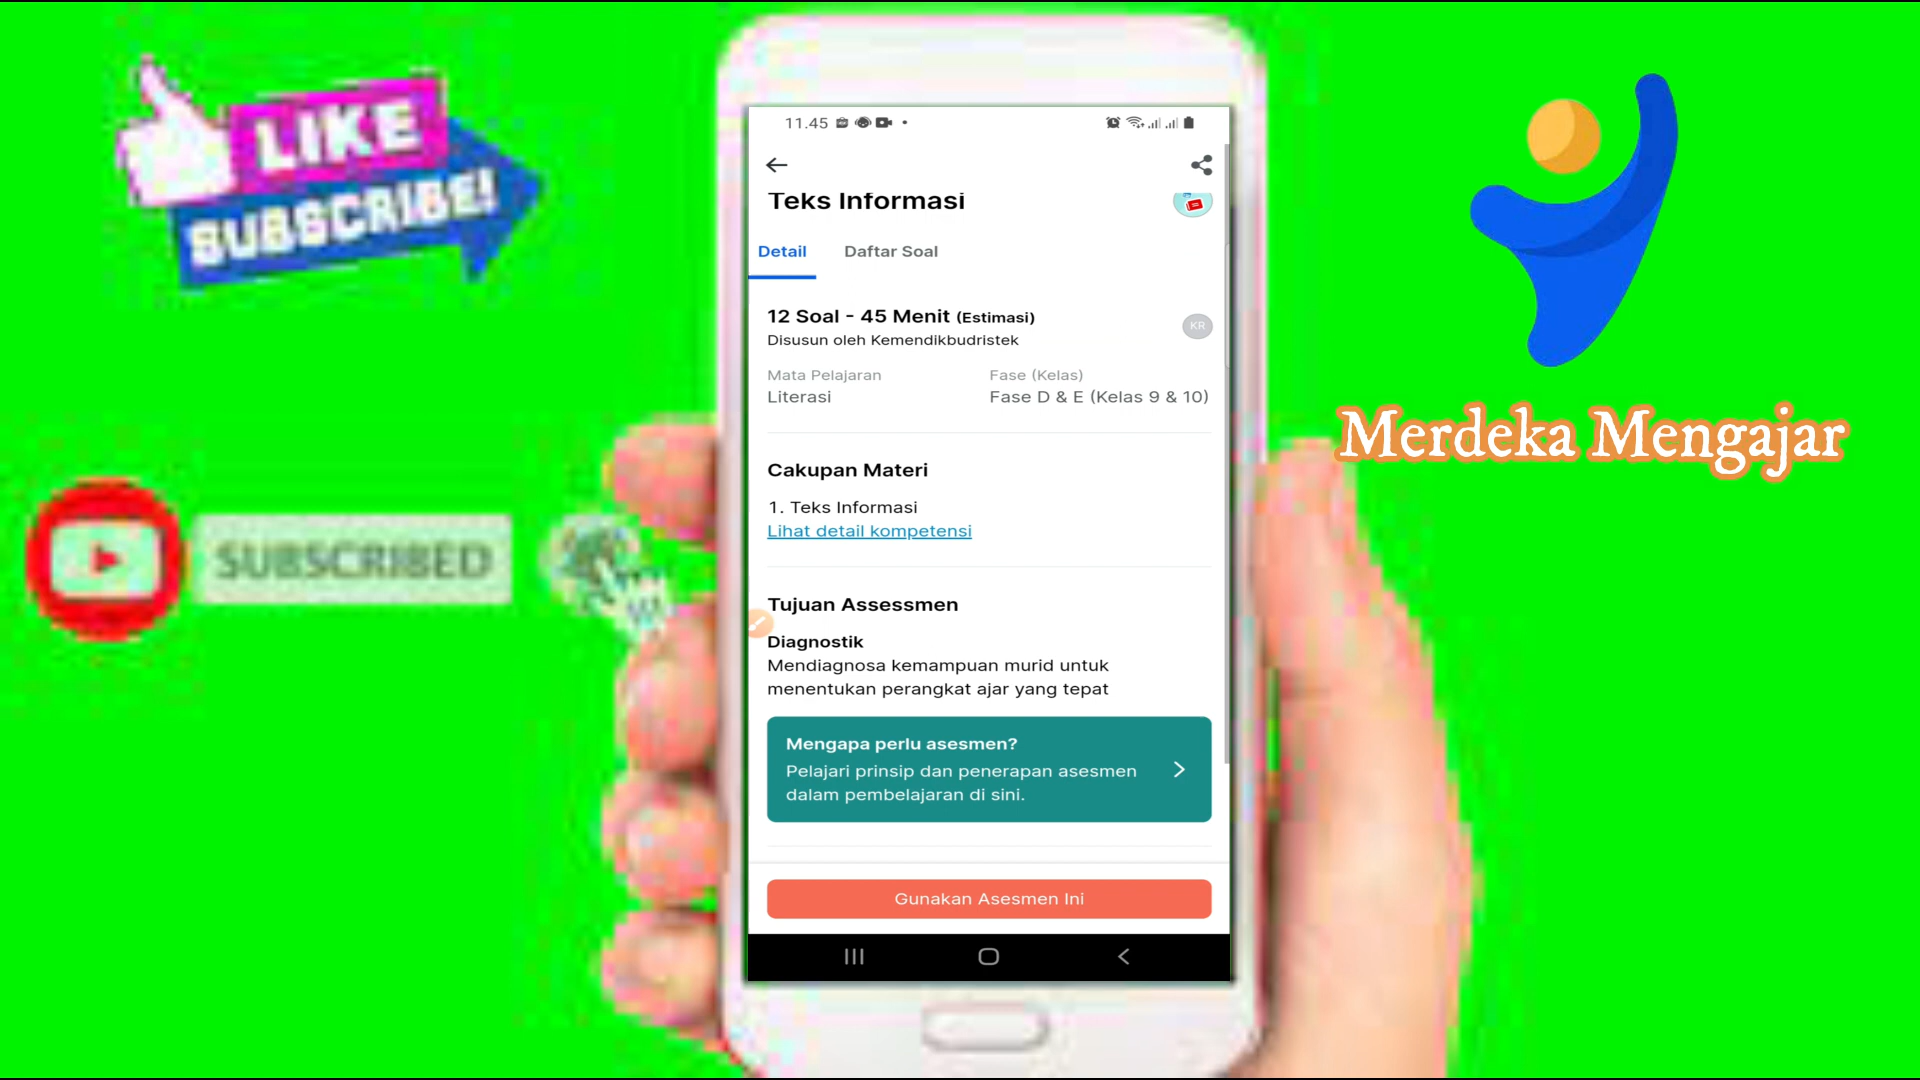 LIKE
SUBSCRIBE!
SUBSCRIBED
11.45
Teks Informasi
Detail
Daftar Soal
12 Soal - 45 Menit (Estimasi)
Disusun oleh Kemendikbudristek
KR
Mata Pelajaran
Fase (Kelas)
Literasi
Fase D & E (Kelas 9 & 10)
Cakupan Materi
1. Teks Informasi
Lihat detail kompetensi
Tujuan Assessmen
Diagnostik
Mendiagnosa kemampuan murid untuk
menentukan perangkat ajar yang tepat
Mengapa perlu asesmen?
Pelajari prinsip dan penerapan asesmen
dalam pembelajaran di sini.
Gunakan Asesmen Ini
Merdeka Mengajar